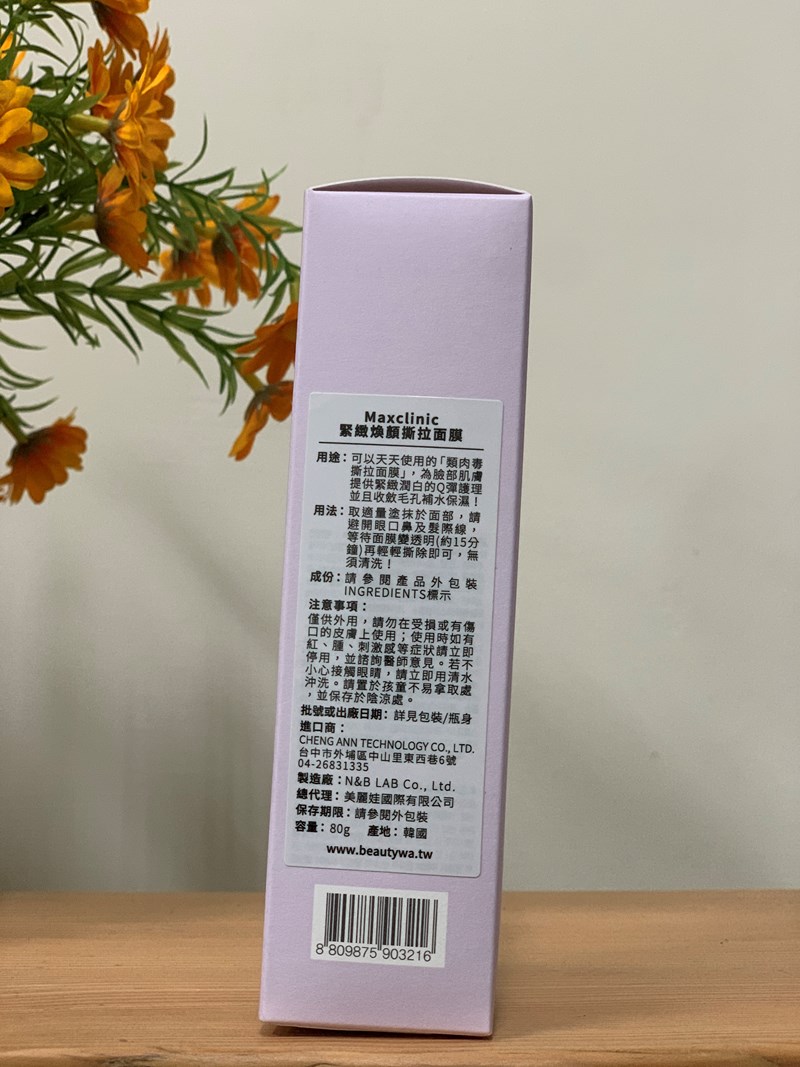 Maxclinic
緊緻煥顏撕拉面膜
用途：可以天天使用的「類肉毒
撕拉面膜」，為臉部肌膚
提供緊緻潤白的Q彈護理
並且收斂毛孔補水保濕！
用法：取適量塗抹於面部，請
避開眼口鼻及髮際線，
等待面膜變透明(約15分
鐘)再輕輕撕除即可，無
須清洗！
成份：請參閱產品外包裝
INGREDIENTS標示
注意事項：
僅供外用，請勿在受損或有傷
口的皮膚上使用；使用時如有
紅、腫、刺激感等症狀請立即
停用，並諮詢醫師意見。若不
小心接觸眼睛，請立即用清水
沖洗。請置於孩童不易拿取處
，並保存於陰涼處。
批號或出廠日期：詳見包裝/瓶身
進口商：
CHENG ANN TECHNOLOGY CO., LTD.
台中市外埔區中山里東西巷6號
04-26831335
製造廠：N&B LAB Co., Ltd.
總代理：美麗娃國際有限公司
保存期限：請參閱外包裝
容量：80g 產地：韓國
www.beautywa.tw
8 809875 903216